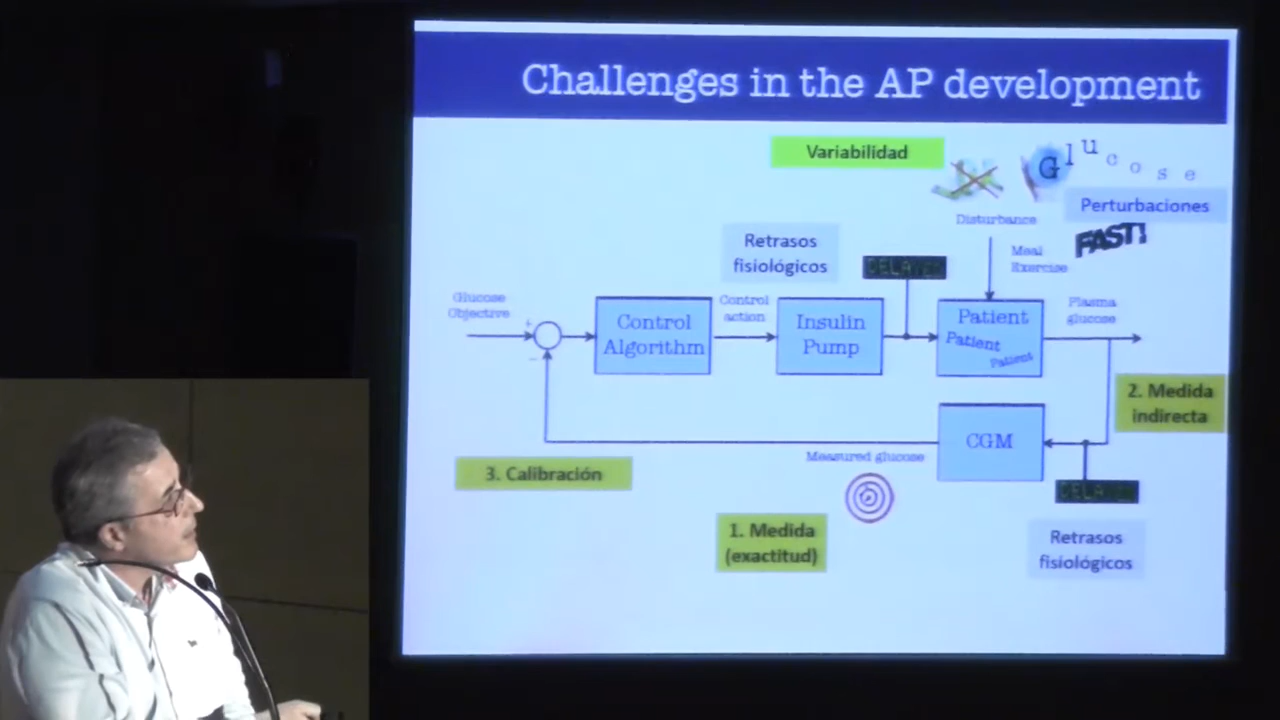 Challenges in the AP development
Variabilidad
Glucose
Perturbaciones
Disturbance
FAST!
Retrasos
fisiológicos
Meal
Exercise
Glucose
Objective
+
Control
Algorithm
Control
action
Insulin
Pump
Patient
Patient
Patient
Plasma
glucose
−
2. Medida
indirecta
CGM
Measured glucose
3. Calibración
1. Medida
(exactitud)
Retrasos
fisiológicos